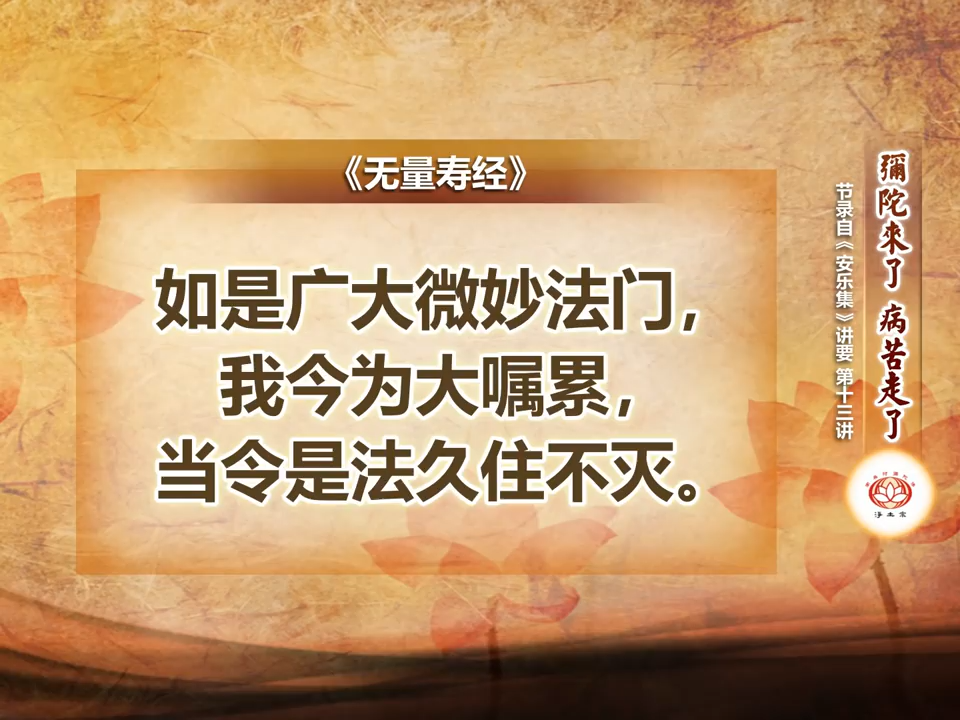 《无量寿经》
如是广大微妙法门，
我今为大嘱累，
当令是法久住不灭。
彌陀來了 病苦走了
节录自《安乐集》讲要 第十三讲
淨土宗